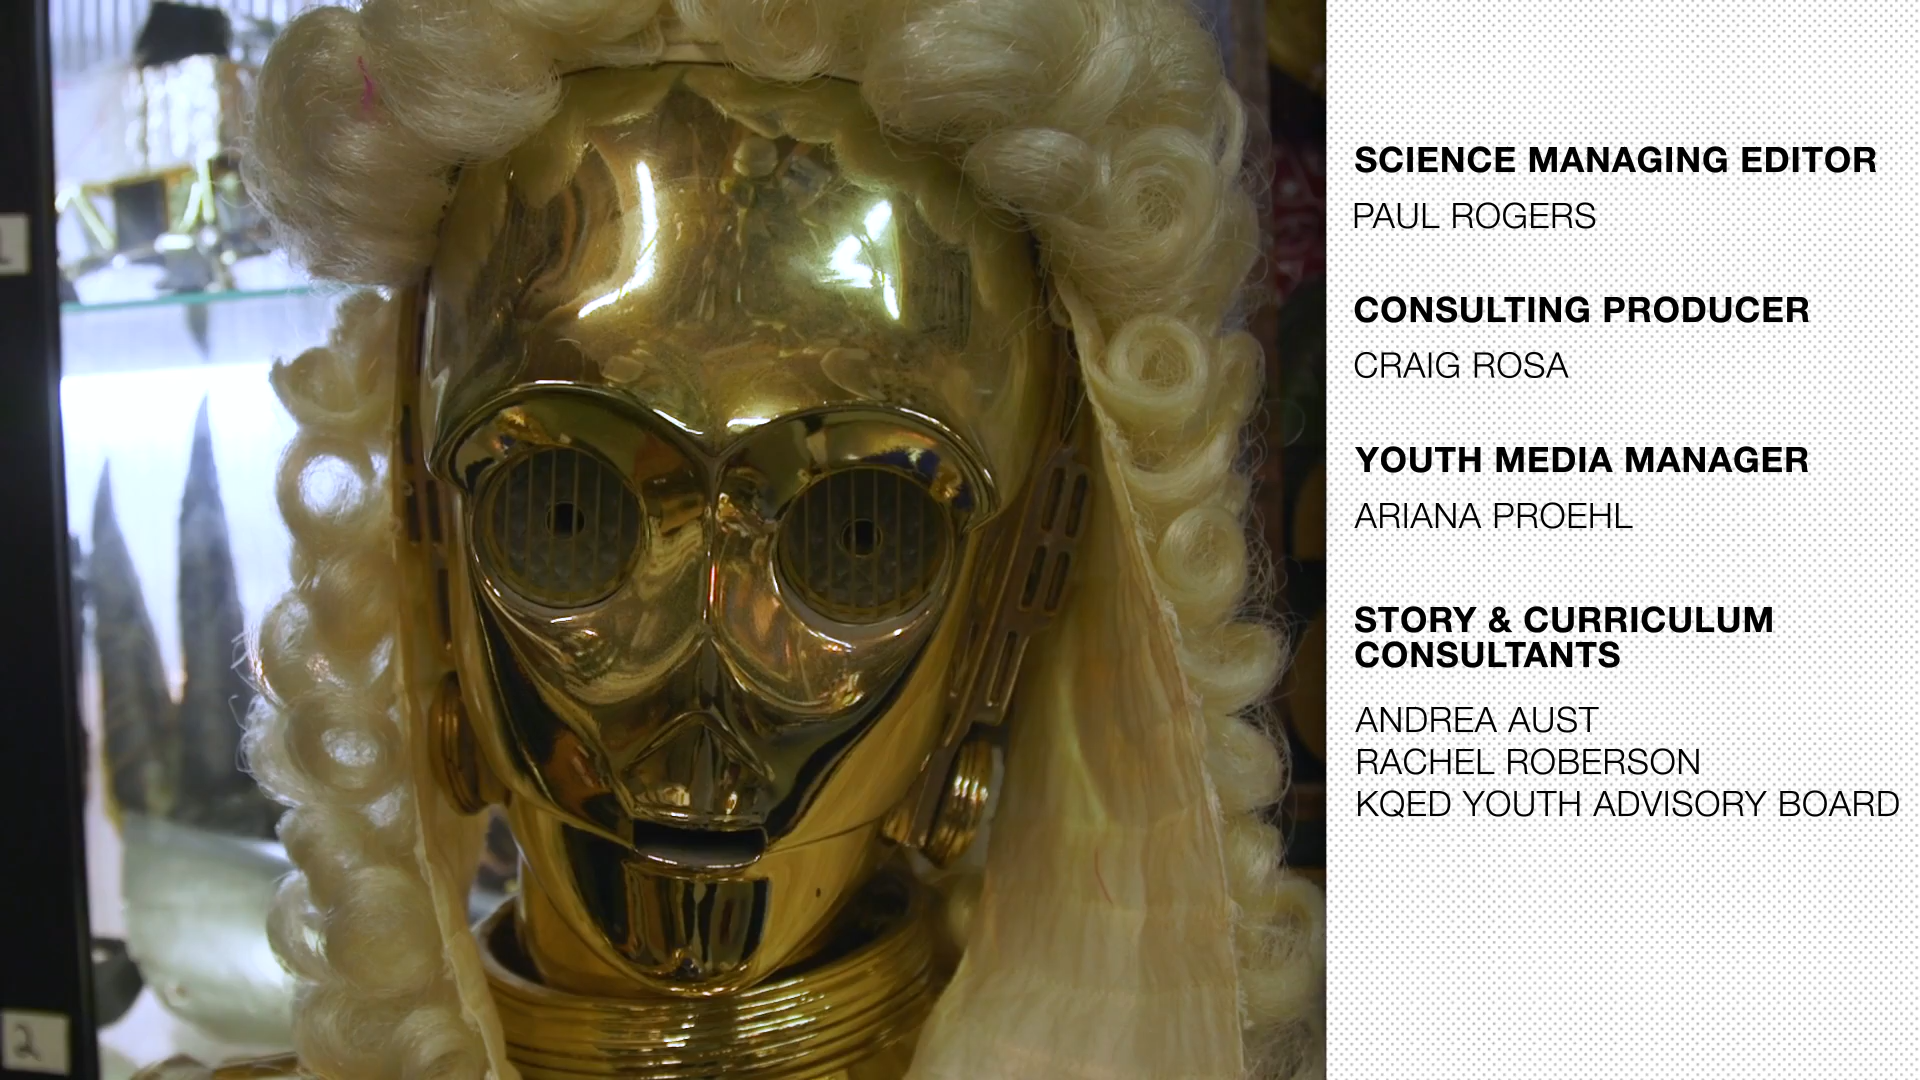 SCIENCE MANAGING EDITOR
PAUL ROGERS
CONSULTING PRODUCER
CRAIG ROSA
YOUTH MEDIA MANAGER
ARIANA PROEHL
STORY & CURRICULUM
CONSULTANTS
ANDREA AUST
RACHEL ROBERSON
KQED YOUTH ADVISORY BOARD
2